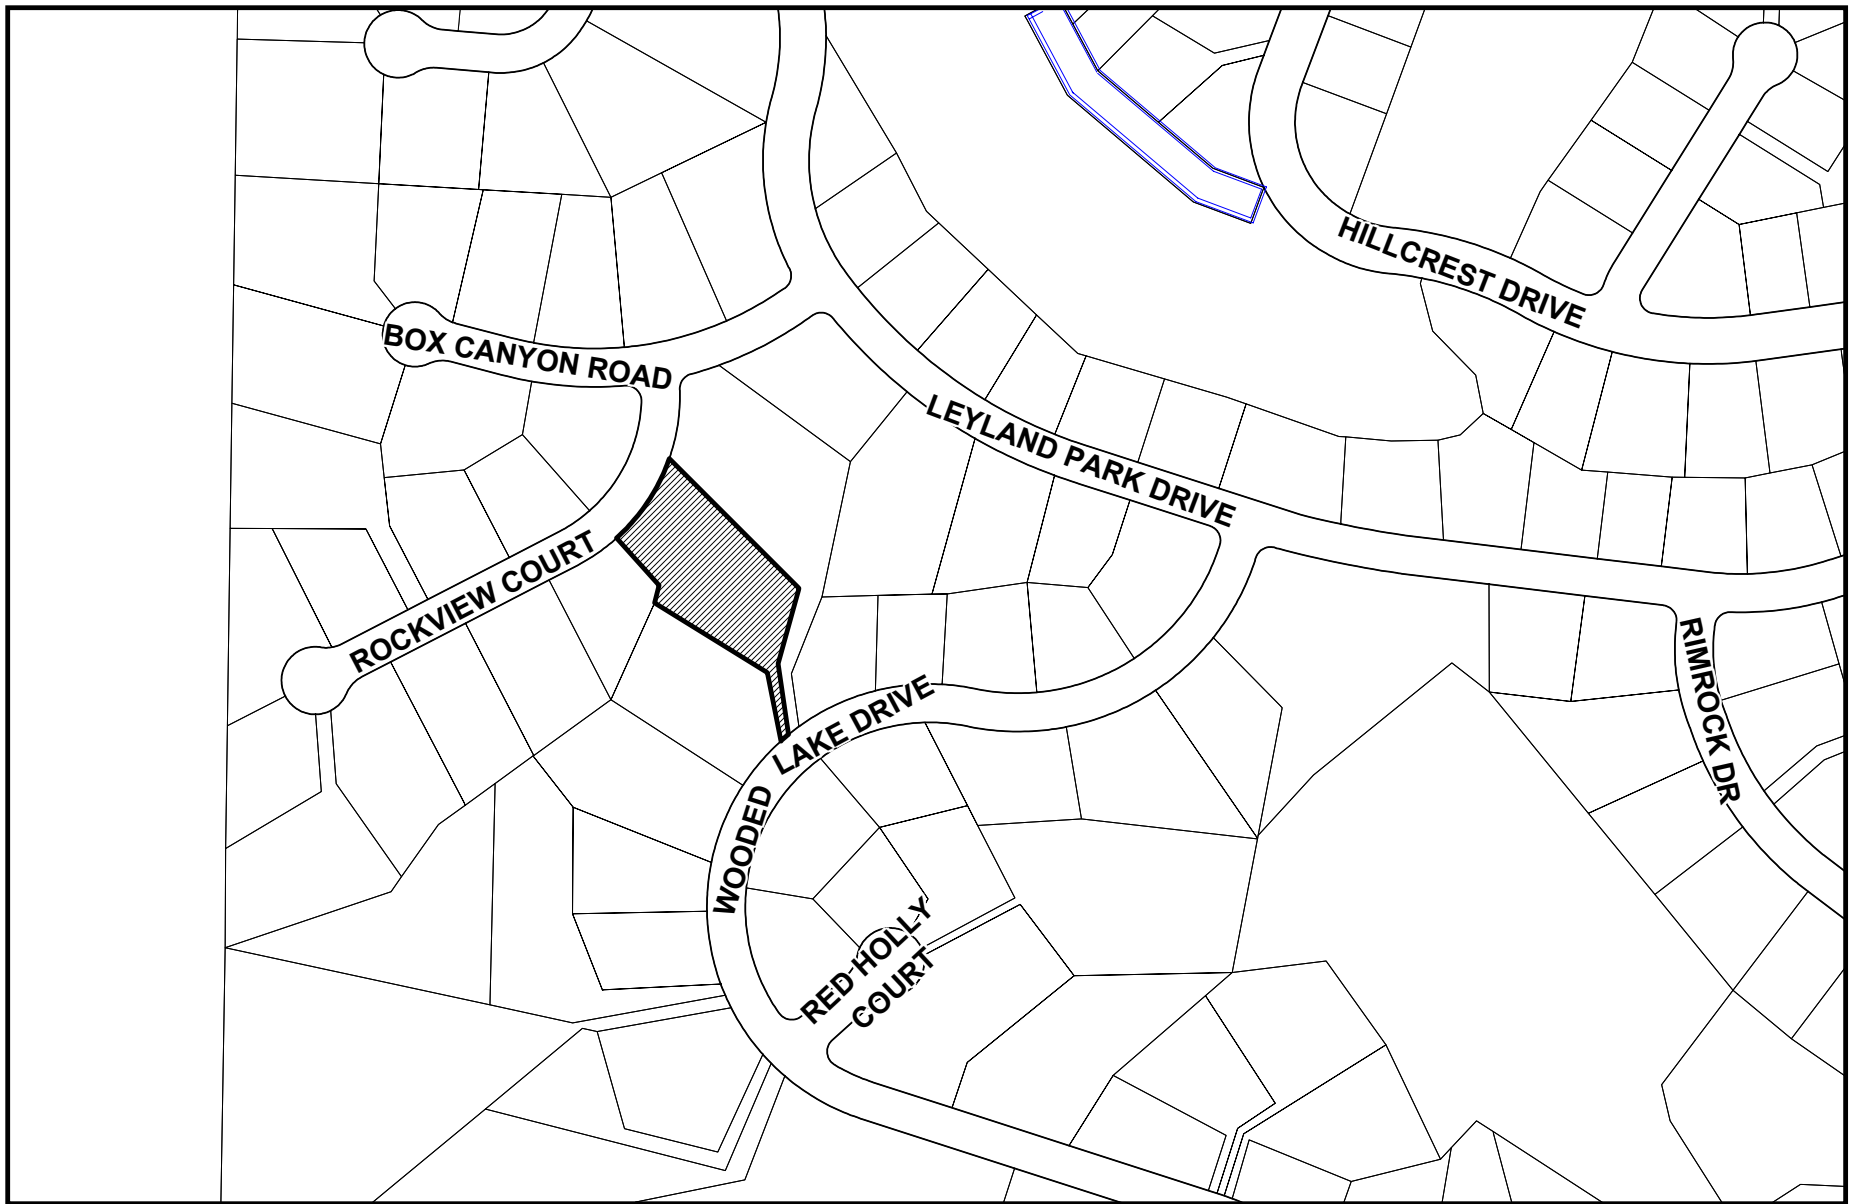 HILLCREST DRIVE
BOX CANYON ROAD
LEYLAND PARK DRIVE
ROCKVIEW COURT
RIMROCK DR
WOODED LAKE DRIVE
RED HOLLY
COURT